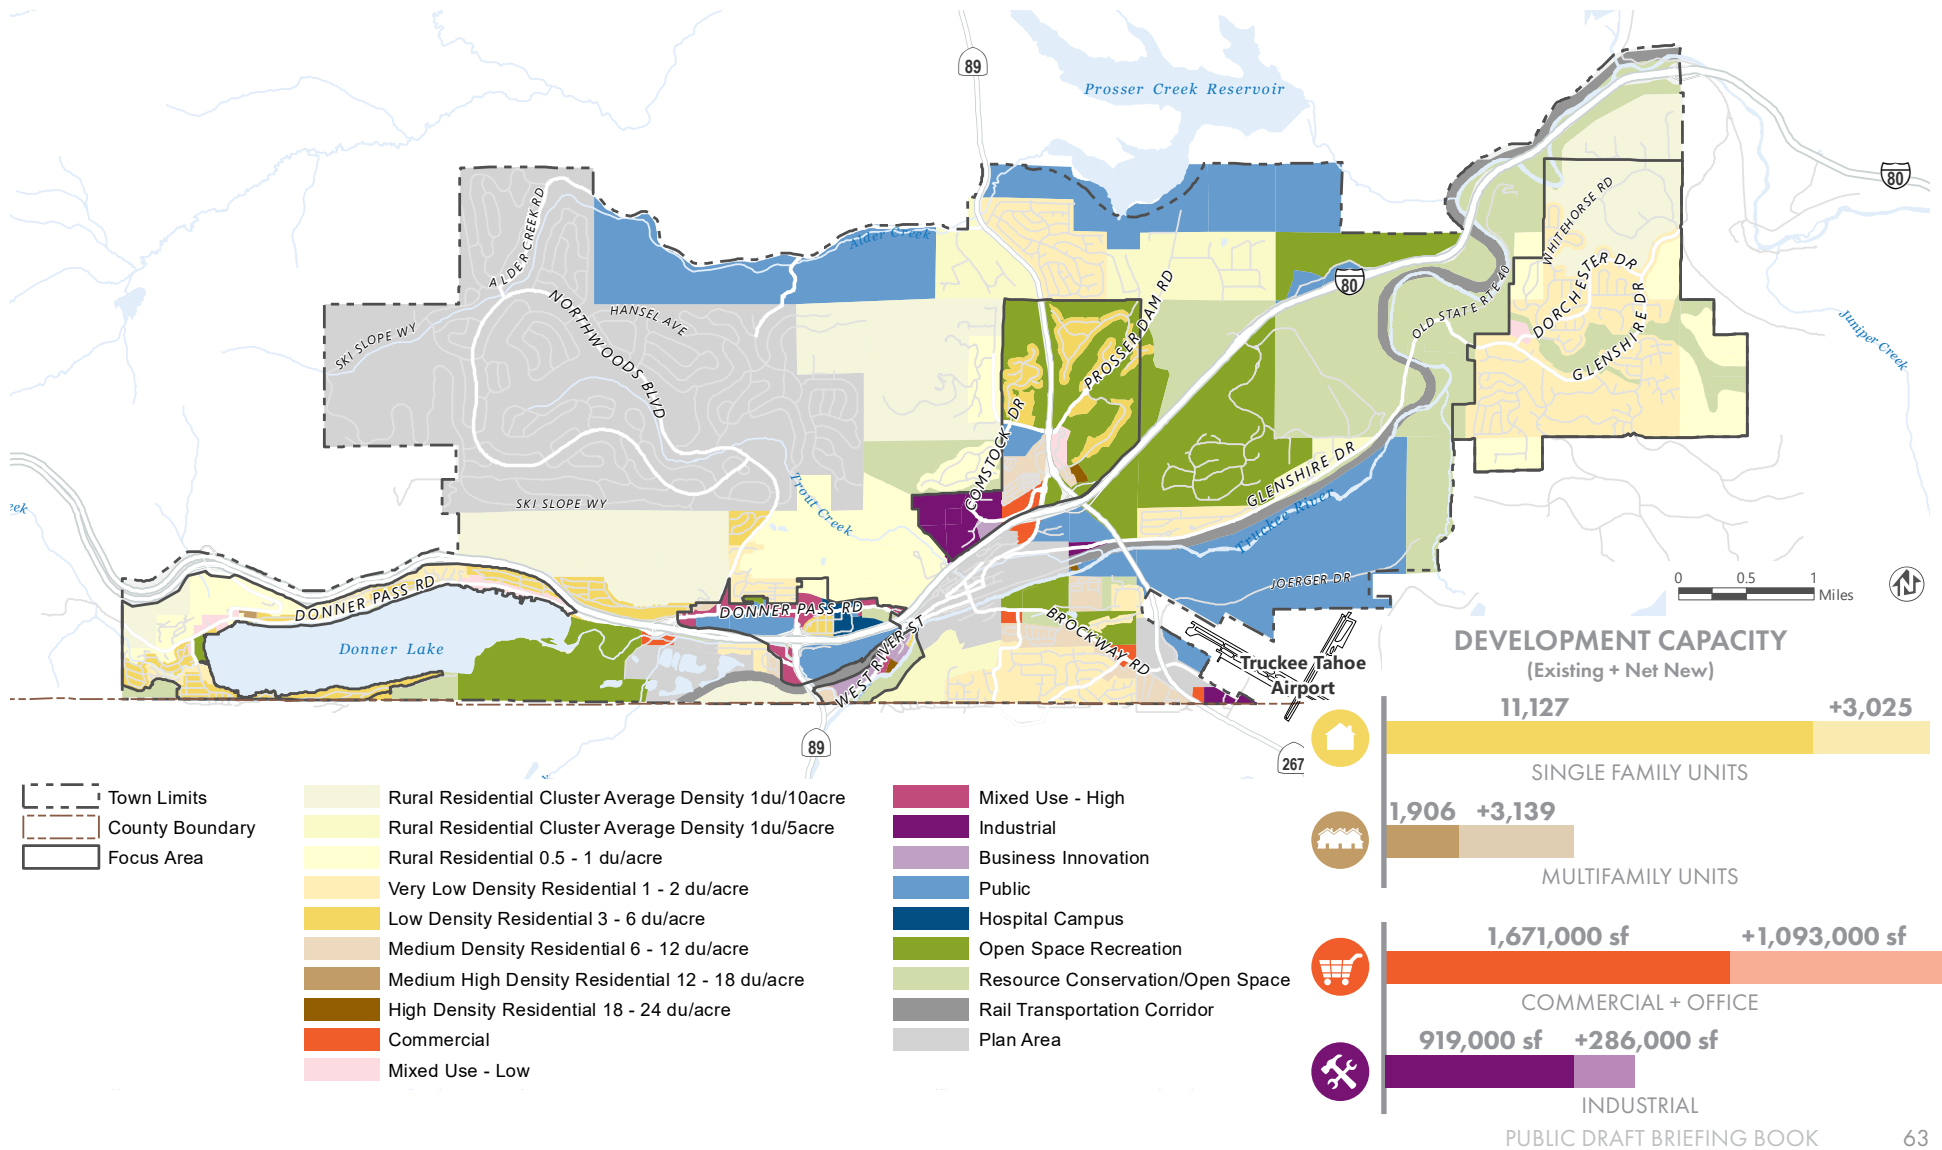 89
Prosser Creek Reservoir
80
ALDER CREEK RD
Alder Creek
WHITEHORSE RD
80
OLD STATE RTE 40
DORCHESTER DR
GLENSHIRE DR
Juniper Creek
SKI SLOPE WY
NORTHWOODS BLVD
HANSEL AVE
PROSSER DAM RD
COMSTOCK DR
GLENSHIRE DR
Trout Creek
SKI SLOPE WY
eek
Truckee River
JOERGER DR
DONNER PASS RD
DONNER PASS RD
Donner Lake
WEST RIVER ST
BROCKWAY RD
Truckee Tahoe
Airport
89
267
0 0.5 1
Miles
N
Town Limits
County Boundary
Focus Area
Rural Residential Cluster Average Density 1du/10acre
Rural Residential Cluster Average Density 1du/5acre
Rural Residential 0.5 - 1 du/acre
Very Low Density Residential 1 - 2 du/acre
Low Density Residential 3 - 6 du/acre
Medium Density Residential 6 - 12 du/acre
Medium High Density Residential 12 - 18 du/acre
High Density Residential 18 - 24 du/acre
Commercial
Mixed Use - Low
Mixed Use - High
Industrial
Business Innovation
Public
Hospital Campus
Open Space Recreation
Resource Conservation/Open Space
Rail Transportation Corridor
Plan Area
DEVELOPMENT CAPACITY
(Existing + Net New)
11,127 +3,025
SINGLE FAMILY UNITS
1,906 +3,139
MULTIFAMILY UNITS
1,671,000 sf +1,093,000 sf
COMMERCIAL + OFFICE
919,000 sf +286,000 sf
INDUSTRIAL
PUBLIC DRAFT BRIEFING BOOK 63